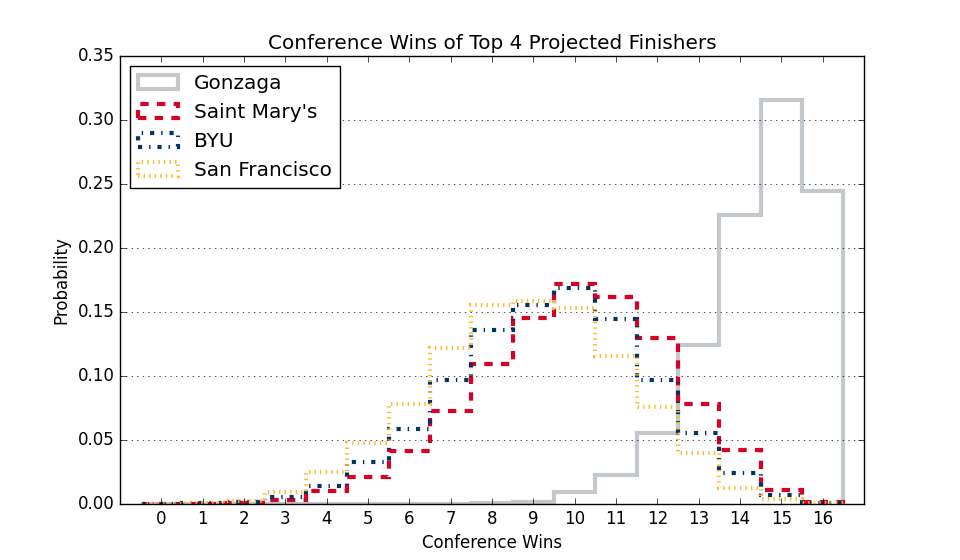 Conference Wins of Top 4 Projected Finishers
Gonzaga
Saint Mary's
BYU
San Francisco
Probability
0.35
0.30
0.25
0.20
0.15
0.10
0.05
0.00
0 1 2 3 4 5 6 7 8 9 10 11 12 13 14 15 16
Conference Wins